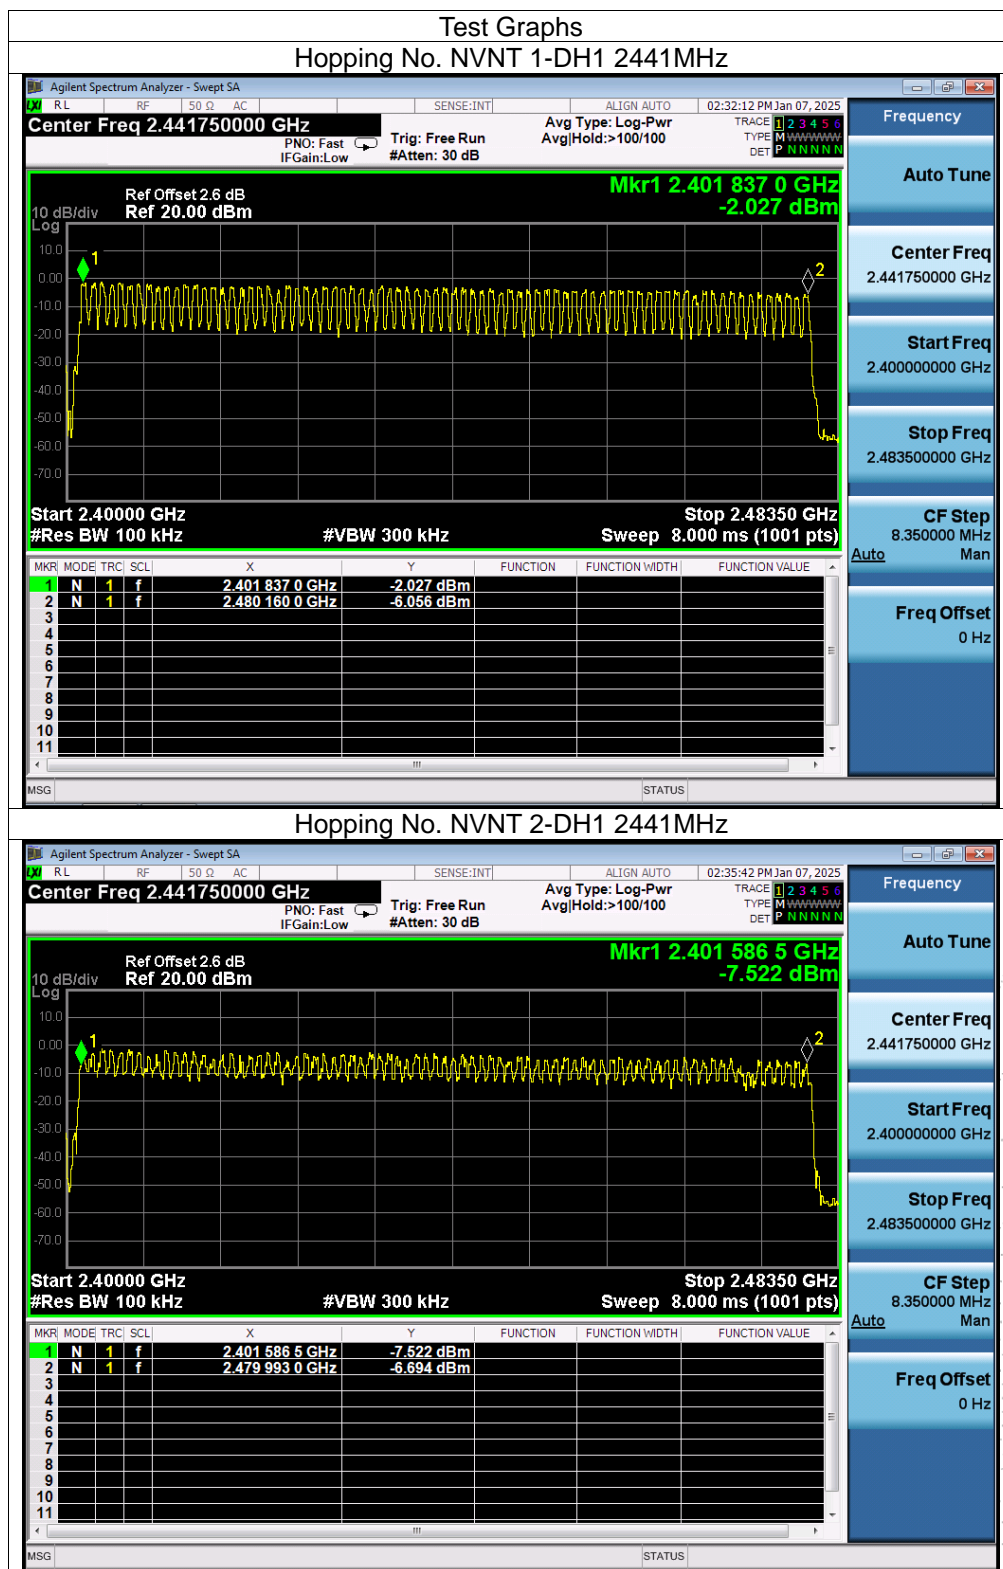 Test Graphs
Hopping No. NVNT 1-DH1 2441MHz
Agilent Spectrum Analyzer - Swept SA
LXI RL RF 50 Ω AC SENSE:INT ALIGN AUTO 02:32:12 PM Jan 07, 2025
Center Freq 2.441750000 GHz
PNO: Fast
IFGain:Low
Trig: Free Run
#Atten: 30 dB
Avg Type: Log-Pwr
Avg|Hold:>100/100
TRACE 1 2 3 4 5 6
TYPE M WWWWW
DET P N N N N N
Frequency
Auto Tune
Mkr1 2.401 837 0 GHz
-2.027 dBm
Ref Offset 2.6 dB
10 dB/div Ref 20.00 dBm
Log
10.0
0.00
-10.0
-20.0
-30.0
-40.0
-50.0
-60.0
-70.0
1
2
Center Freq
2.441750000 GHz
Start Freq
2.400000000 GHz
Stop Freq
2.483500000 GHz
Start 2.40000 GHz Stop 2.48350 GHz
#Res BW 100 kHz #VBW 300 kHz Sweep 8.000 ms (1001 pts)
CF Step
8.350000 MHz
Auto Man
Freq Offset
0 Hz
MKR MODE TRC SCL X Y FUNCTION FUNCTION WIDTH FUNCTION VALUE
1 N 1 f 2.401 837 0 GHz -2.027 dBm
2 N 1 f 2.480 160 0 GHz -6.056 dBm
3
4
5
6
7
8
9
10
11
MSG STATUS
Hopping No. NVNT 2-DH1 2441MHz
Agilent Spectrum Analyzer - Swept SA
LXI RL RF 50 Ω AC SENSE:INT ALIGN AUTO 02:35:42 PM Jan 07, 2025
Center Freq 2.441750000 GHz
PNO: Fast
IFGain:Low
Trig: Free Run
#Atten: 30 dB
Avg Type: Log-Pwr
Avg|Hold:>100/100
TRACE 1 2 3 4 5 6
TYPE M WWWWW
DET P N N N N N
Frequency
Auto Tune
Mkr1 2.401 586 5 GHz
-7.522 dBm
Ref Offset 2.6 dB
10 dB/div Ref 20.00 dBm
Log
10.0
0.00
-10.0
-20.0
-30.0
-40.0
-50.0
-60.0
-70.0
1
2
Center Freq
2.441750000 GHz
Start Freq
2.400000000 GHz
Stop Freq
2.483500000 GHz
Start 2.40000 GHz Stop 2.48350 GHz
#Res BW 100 kHz #VBW 300 kHz Sweep 8.000 ms (1001 pts)
CF Step
8.350000 MHz
Auto Man
Freq Offset
0 Hz
MKR MODE TRC SCL X Y FUNCTION FUNCTION WIDTH FUNCTION VALUE
1 N 1 f 2.401 586 5 GHz -7.522 dBm
2 N 1 f 2.479 993 0 GHz -6.694 dBm
3
4
5
6
7
8
9
10
11
MSG STATUS